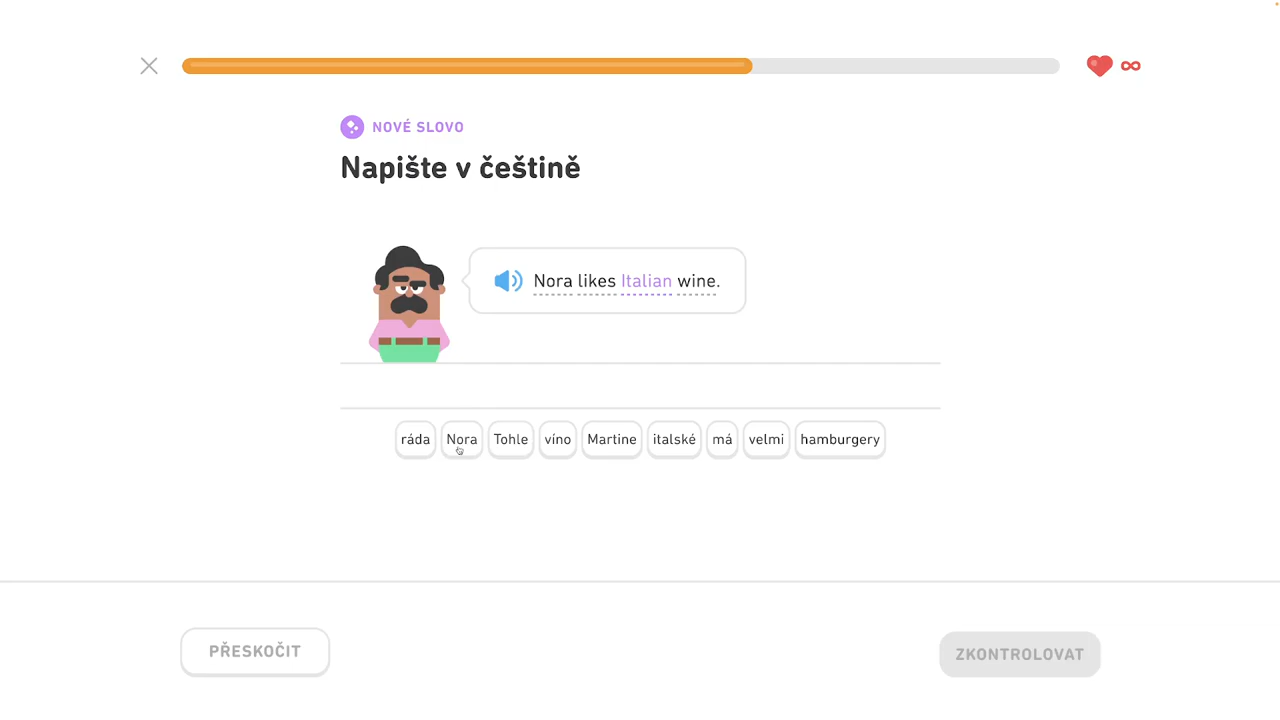 NOVÉ SLOVO
Napište v češtině
Nora likes Italian wine.
ráda Nora Tohle víno Martine italské má velmi hamburgery
PŘESKOČIT
ZKONTROLOVAT